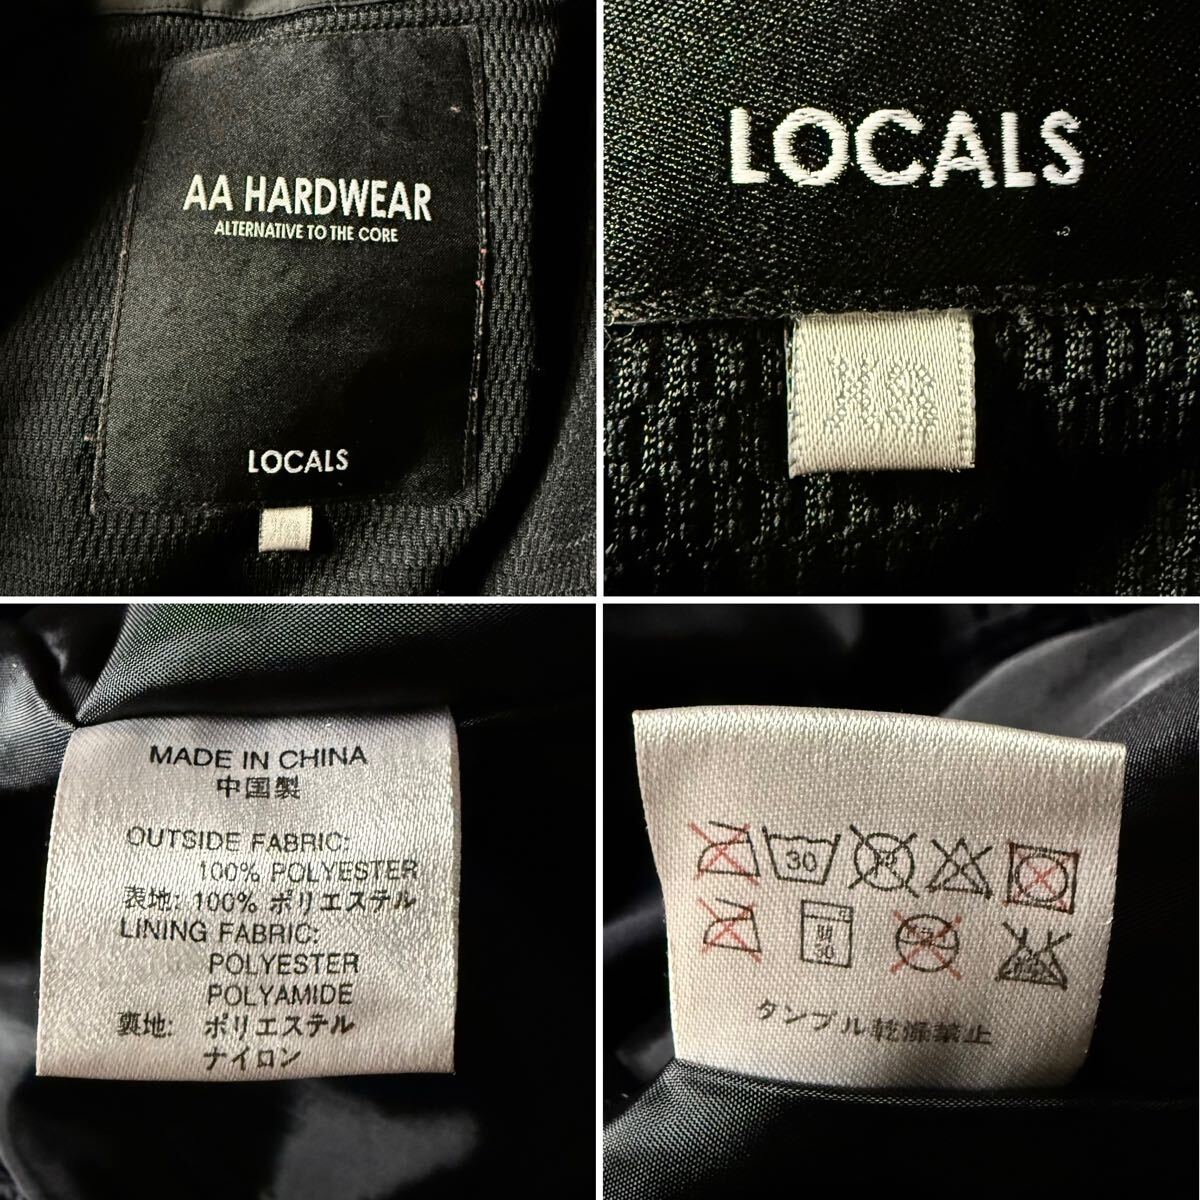 AA HARDWEAR
ALTERNATIVE TO THE CORE
LOCALS
LOCALS
MADE IN CHINA
中国製
OUTSIDE FABRIC:
100% POLYESTER
表地: 100% ポリエステル
LINING FABRIC:
POLYESTER
POLYAMIDE
裏地: ポリエステル
ナイロン
30
30
タンブル乾燥禁止